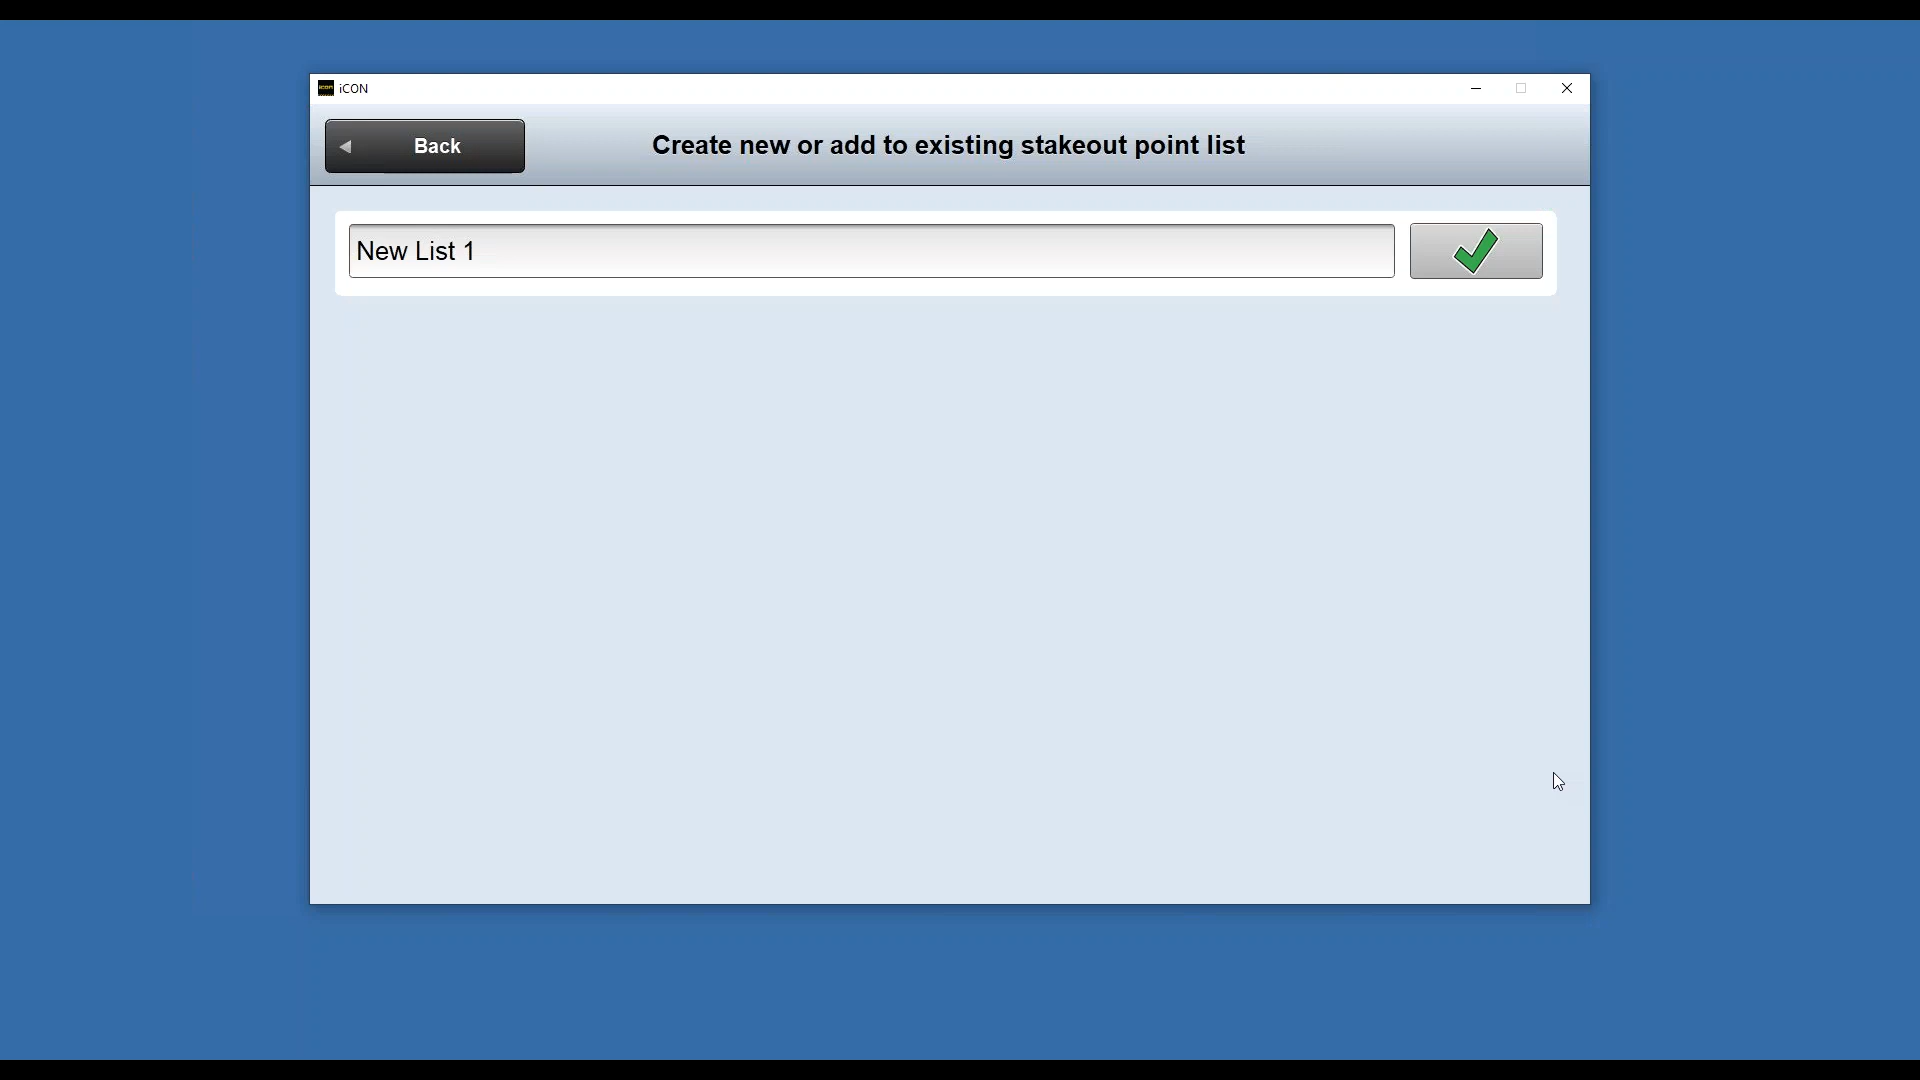 iCON
Back
Create new or add to existing stakeout point list
New List 1